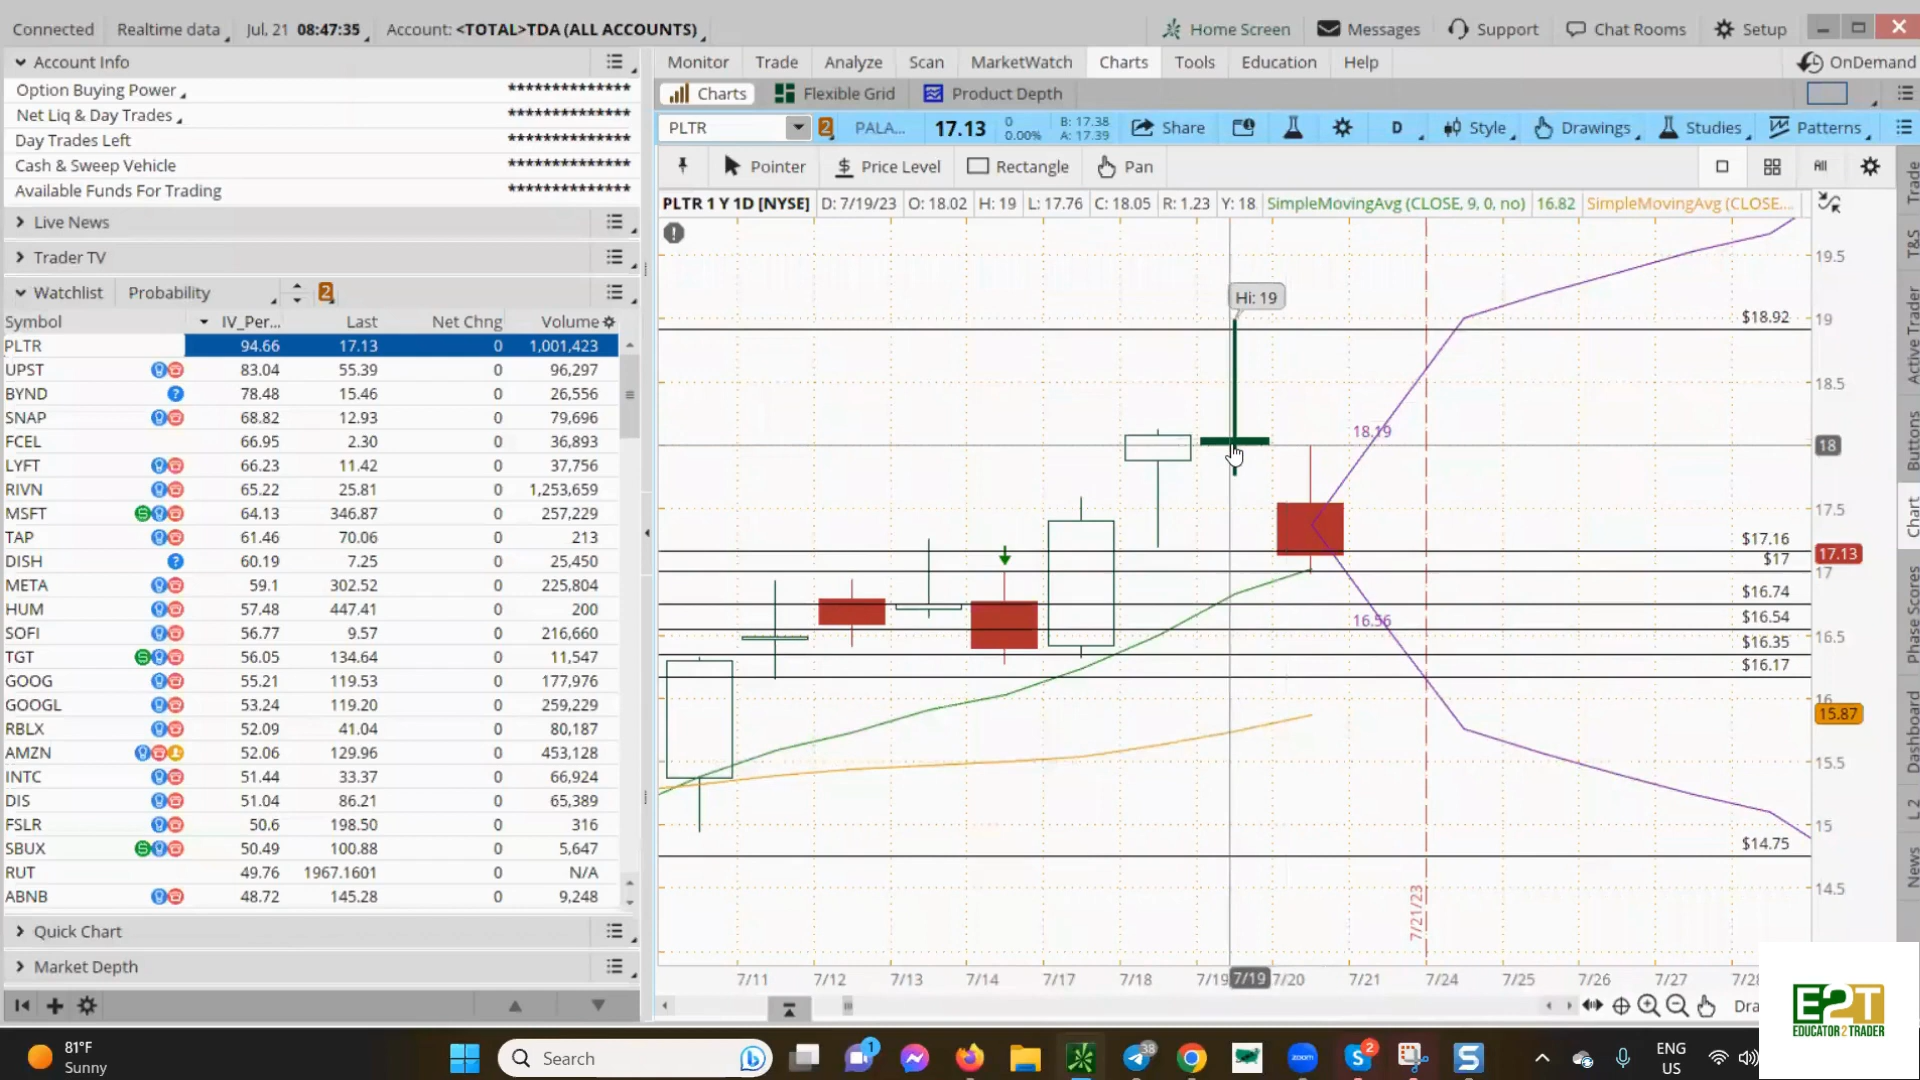 Connected Realtime data Jul, 21 08:47:35 Account: <TOTAL>TDA (ALL ACCOUNTS) Home Screen Messages Support Chat Rooms Setup
Account Info
Option Buying Power **************
Net Liq & Day Trades **************
Day Trades Left **************
Cash & Sweep Vehicle **************
Available Funds For Trading **************
Live News
Trader TV
Watchlist Probability 2
Symbol IV_Per... Last Net Chng Volume
PLTR 94.66 17.13 0 1,001,423
UPST 83.04 55.39 0 96,297
BYND 78.48 15.46 0 26,556
SNAP 68.82 12.93 0 79,696
FCEL 66.95 2.30 0 36,893
LYFT 66.23 11.42 0 37,756
RIVN 65.22 25.81 0 1,253,659
MSFT 64.13 346.87 0 257,229
TAP 61.46 70.06 0 213
DISH 60.19 7.25 0 25,450
META 59.1 302.52 0 225,804
HUM 57.48 447.41 0 200
SOFI 56.77 9.57 0 216,660
TGT 56.05 134.64 0 11,547
GOOG 55.21 119.53 0 177,976
GOOGL 53.24 119.20 0 259,229
RBLX 52.09 41.04 0 80,187
AMZN 52.06 129.96 0 453,128
INTC 51.44 33.37 0 66,924
DIS 51.04 86.21 0 65,389
FSLR 50.6 198.50 0 316
SBUX 50.49 100.88 0 5,647
RUT 49.76 1967.1601 0 N/A
ABNB 48.72 145.28 0 9,248
Quick Chart
Market Depth
Monitor Trade Analyze Scan MarketWatch Charts Tools Education Help OnDemand
Charts Flexible Grid Product Depth
PLTR 2 PALA... 17.13 0 0.00% B: 17.38 A: 17.39 Share D Style Drawings Studies Patterns
Pointer $ Price Level Rectangle Pan All
PLTR 1 Y 1D [NYSE] D: 7/19/23 O: 18.02 H: 19 L: 17.76 C: 18.05 R: 1.23 Y: 18 SimpleMovingAvg (CLOSE, 9, 0, no) 16.82 SimpleMovingAvg (CLOSE...
Hi: 19
18.19
16.56
$18.92
$17.16
$17
$16.74
$16.54
$16.35
$16.17
$14.75
19.5
19
18.5
18
17.5
17.13
17
16.5
16
15.87
15.5
15
14.5
7/21/23
7/11 7/12 7/13 7/14 7/17 7/18 7/19 7/19 7/20 7/21 7/24 7/25 7/26 7/27 7/28
Dra
Trade
T&S
Active Trader
Buttons
Chart
Phase Scores
Dashboard
L 2
News
E2T
EDUCATOR2TRADER
81°F
Sunny
Search
1
38
zoom
2
S
ENG
US